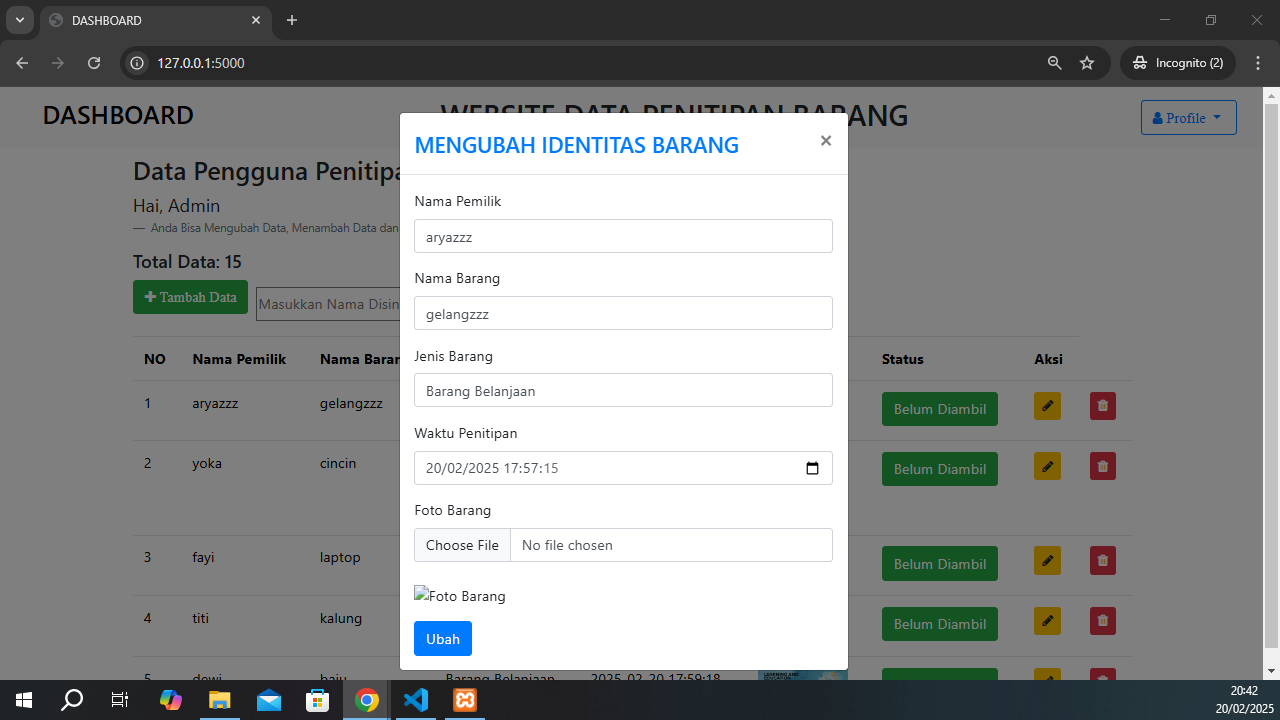 DASHBOARD
127.0.0.1:5000
Incognito (2)
DASHBOARD
WEBSITE DATA PENITIPAN BARANG
Profile
Data Pengguna Penitipa
Hai, Admin
— Anda Bisa Mengubah Data, Menambah Data dan
Total Data: 15
Tambah Data
Masukkan Nama Disin
NO Nama Pemilik Nama Baran Status Aksi
1 aryazzz gelangzzz Belum Diambil
2 yoka cincin Belum Diambil
3 fayi laptop Belum Diambil
4 titi kalung Belum Diambil
5 dewi baju Barang Belanjaan 2025-02-20 17:59:18
MENGUBAH IDENTITAS BARANG ×
Nama Pemilik
aryazzz
Nama Barang
gelangzzz
Jenis Barang
Barang Belanjaan
Waktu Penitipan
20/02/2025 17:57:15
Foto Barang
Choose File No file chosen
Foto Barang
Ubah
20:42
20/02/2025